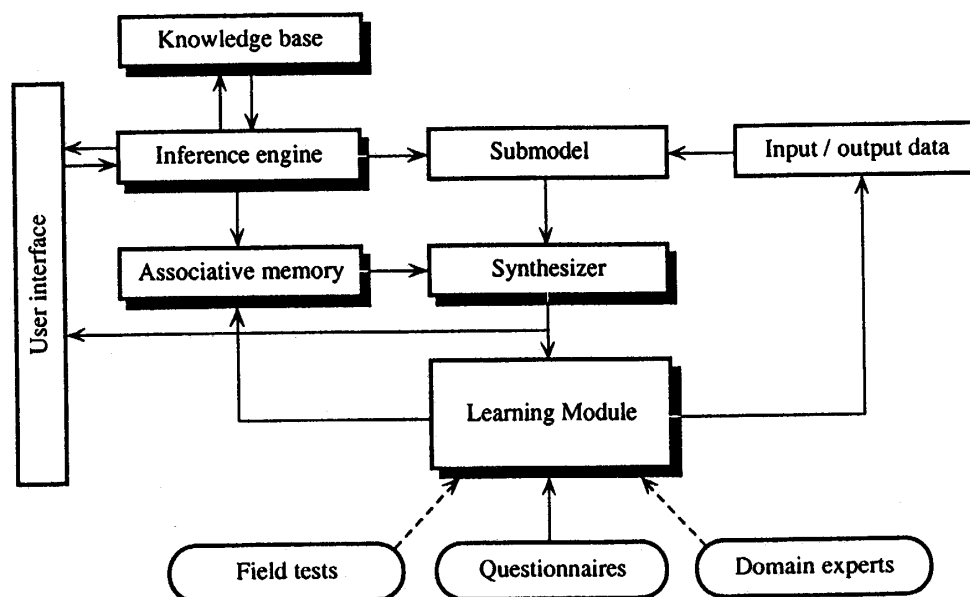 Knowledge base
User interface
Inference engine
Submodel
Input / output data
Associative memory
Synthesizer
Learning Module
Field tests
Questionnaires
Domain experts